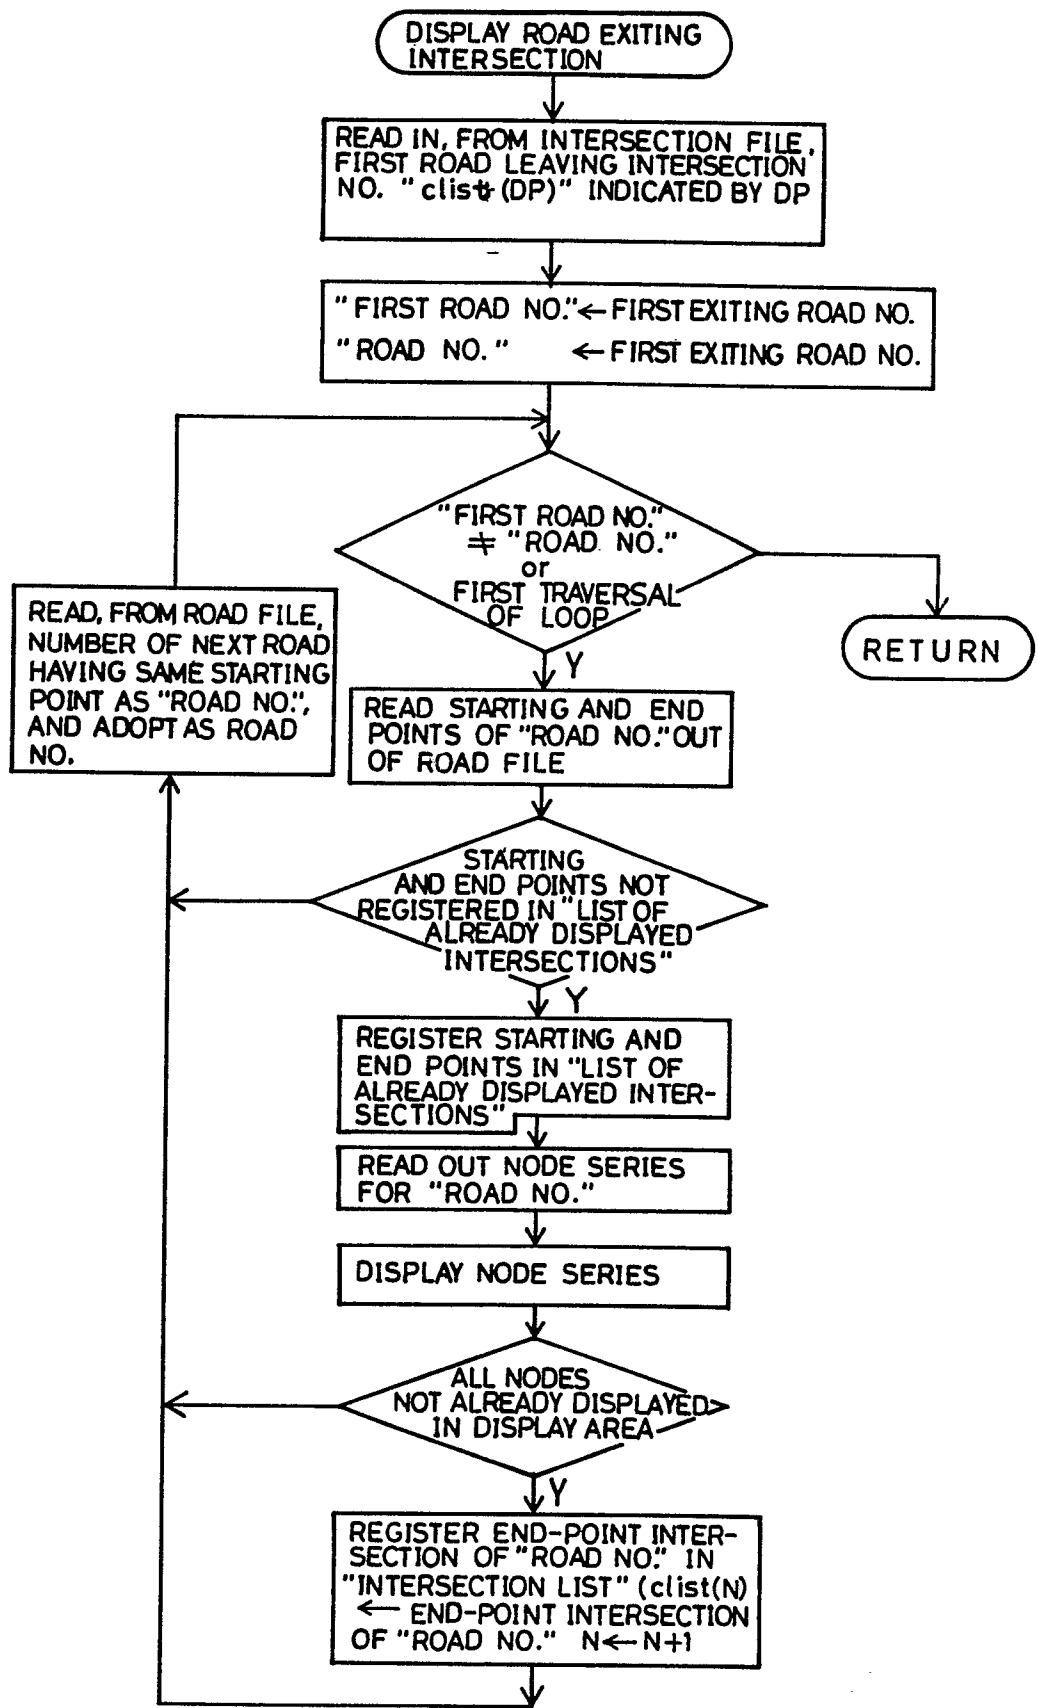 DISPLAY ROAD EXITING
INTERSECTION
READ IN, FROM INTERSECTION FILE,
FIRST ROAD LEAVING INTERSECTION
NO. "clist (DP)" INDICATED BY DP
"FIRST ROAD NO." ← FIRST EXITING ROAD NO.
"ROAD NO." ← FIRST EXITING ROAD NO.
"FIRST ROAD NO."
≠ "ROAD NO."
or
FIRST TRAVERSAL
OF LOOP
Y
RETURN
READ, FROM ROAD FILE,
NUMBER OF NEXT ROAD
HAVING SAME STARTING
POINT AS "ROAD NO.",
AND ADOPT AS ROAD
NO.
READ STARTING AND END
POINTS OF "ROAD NO." OUT
OF ROAD FILE
STARTING
AND END POINTS NOT
REGISTERED IN "LIST OF
ALREADY DISPLAYED
INTERSECTIONS"
Y
REGISTER STARTING AND
END POINTS IN "LIST OF
ALREADY DISPLAYED INTER-
SECTIONS"
READ OUT NODE SERIES
FOR "ROAD NO."
DISPLAY NODE SERIES
ALL NODES
NOT ALREADY DISPLAYED
IN DISPLAY AREA
Y
REGISTER END-POINT INTER-
SECTION OF "ROAD NO." IN
"INTERSECTION LIST" (clist(N)
← END-POINT INTERSECTION
OF "ROAD NO." N←N+1